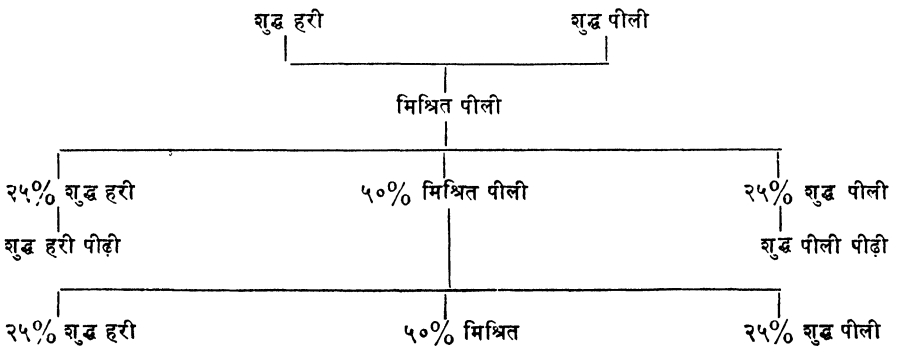 शुद्ध हरी शुद्ध पीली
मिश्रित पीली
२५% शुद्ध हरी ५०% मिश्रित पीली २५% शुद्ध पीली
शुद्ध हरी पीढ़ी शुद्ध पीली पीढ़ी
२५% शुद्ध हरी ५०% मिश्रित २५% शुद्ध पीली